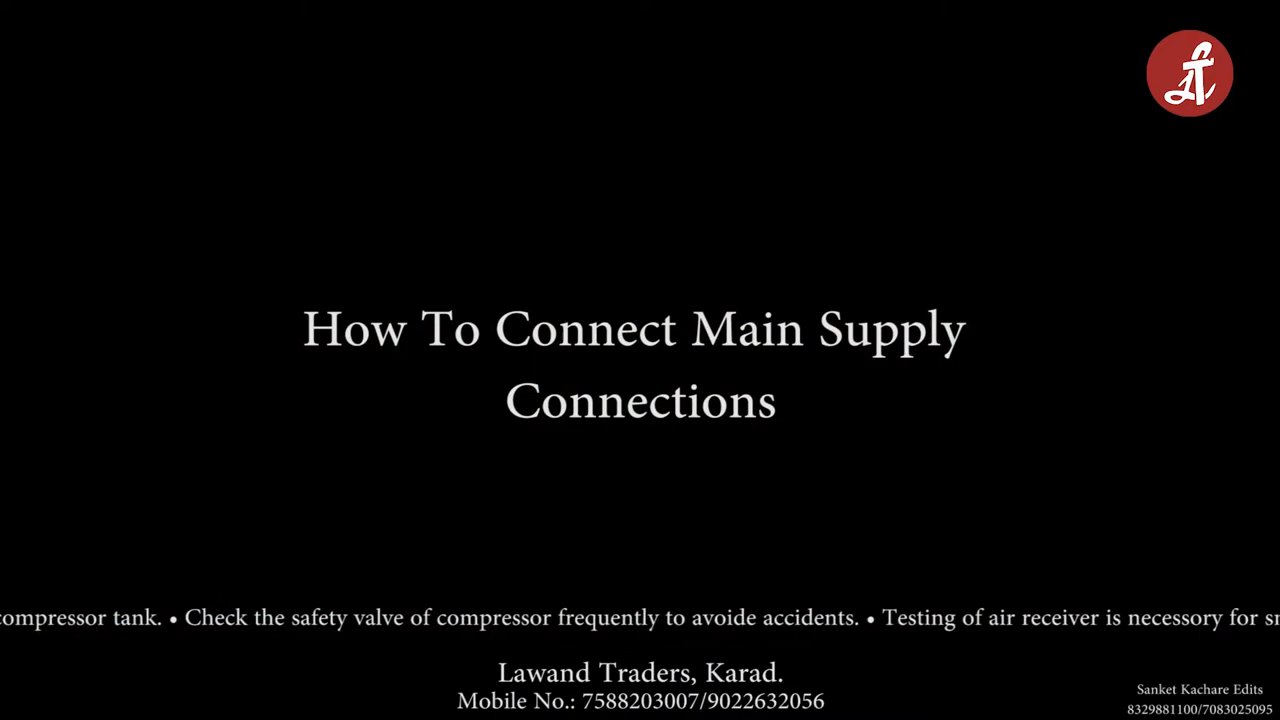 LT
How To Connect Main Supply
Connections
compressor tank. • Check the safety valve of compressor frequently to avoide accidents. • Testing of air receiver is necessary for
Lawand Traders, Karad.
Mobile No.: 7588203007/9022632056
Sanket Kachare Edits
8329881100/7083025095